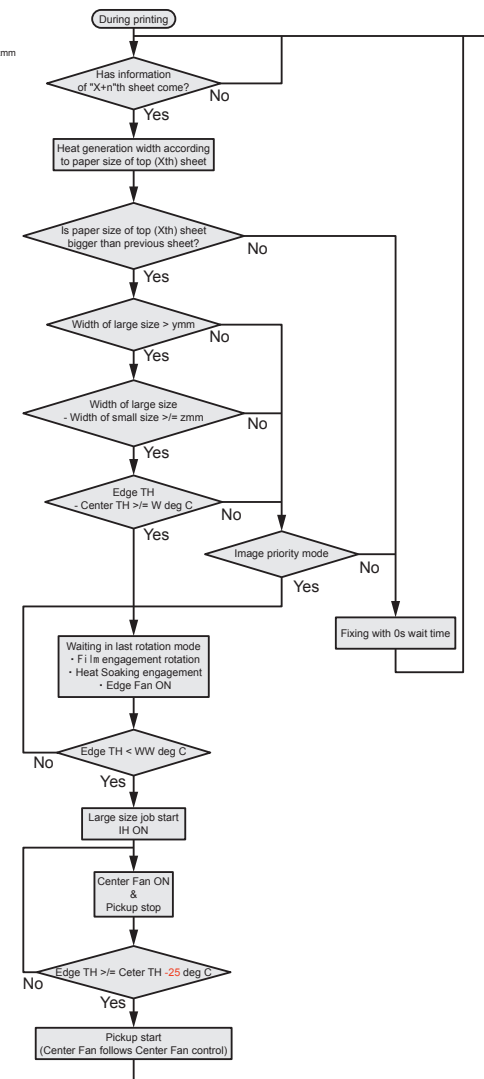 During printing
mm
Has information
of "X+n"th sheet come?
No
Yes
Heat generation width according
to paper size of top (Xth) sheet
Is paper size of top (Xth) sheet
bigger than previous sheet?
No
Yes
Width of large size > ymm
No
Yes
Width of large size
- Width of small size >/= zmm
No
Yes
Edge TH
- Center TH >/= W deg C
No
Yes
Image priority mode
No
Yes
Fixing with 0s wait time
Waiting in last rotation mode
・Film engagement rotation
・Heat Soaking engagement
・Edge Fan ON
Edge TH < WW deg C
No
Yes
Large size job start
IH ON
Center Fan ON
&
Pickup stop
Edge TH >/= Ceter TH -25 deg C
No
Yes
Pickup start
(Center Fan follows Center Fan control)